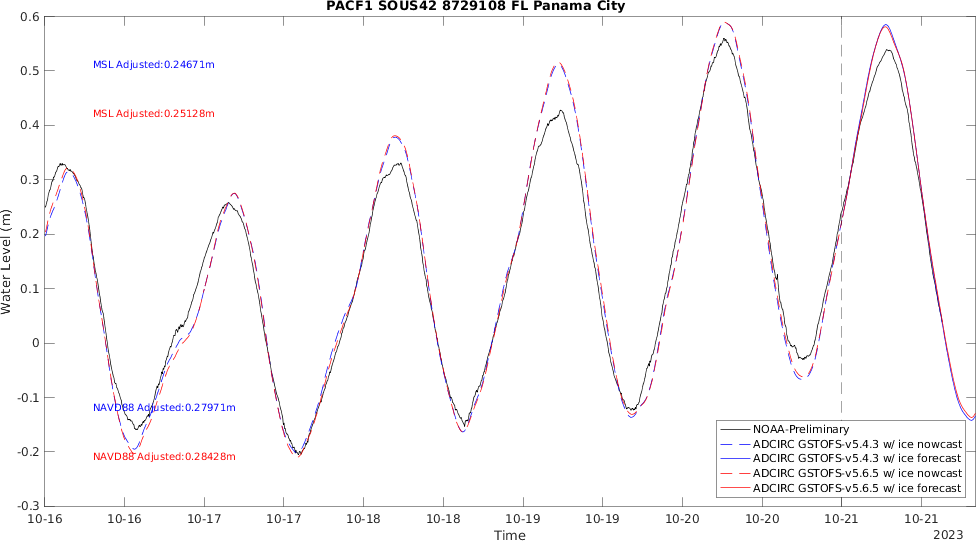 PACF1 SOUS42 8729108 FL Panama City
Water Level (m)
0.6
0.5
0.4
0.3
0.2
0.1
0
-0.1
-0.2
-0.3
MSL Adjusted:0.24671m
MSL Adjusted:0.25128m
NAVD88 Adjusted:0.27971m
NAVD88 Adjusted:0.28428m
NOAA-Preliminary
ADCIRC GSTOFS-v5.4.3 w/ ice nowcast
ADCIRC GSTOFS-v5.4.3 w/ ice forecast
ADCIRC GSTOFS-v5.6.5 w/ ice nowcast
ADCIRC GSTOFS-v5.6.5 w/ ice forecast
10-16 10-16 10-17 10-17 10-18 10-18 10-19 10-19 10-20 10-20 10-21 10-21
Time
2023